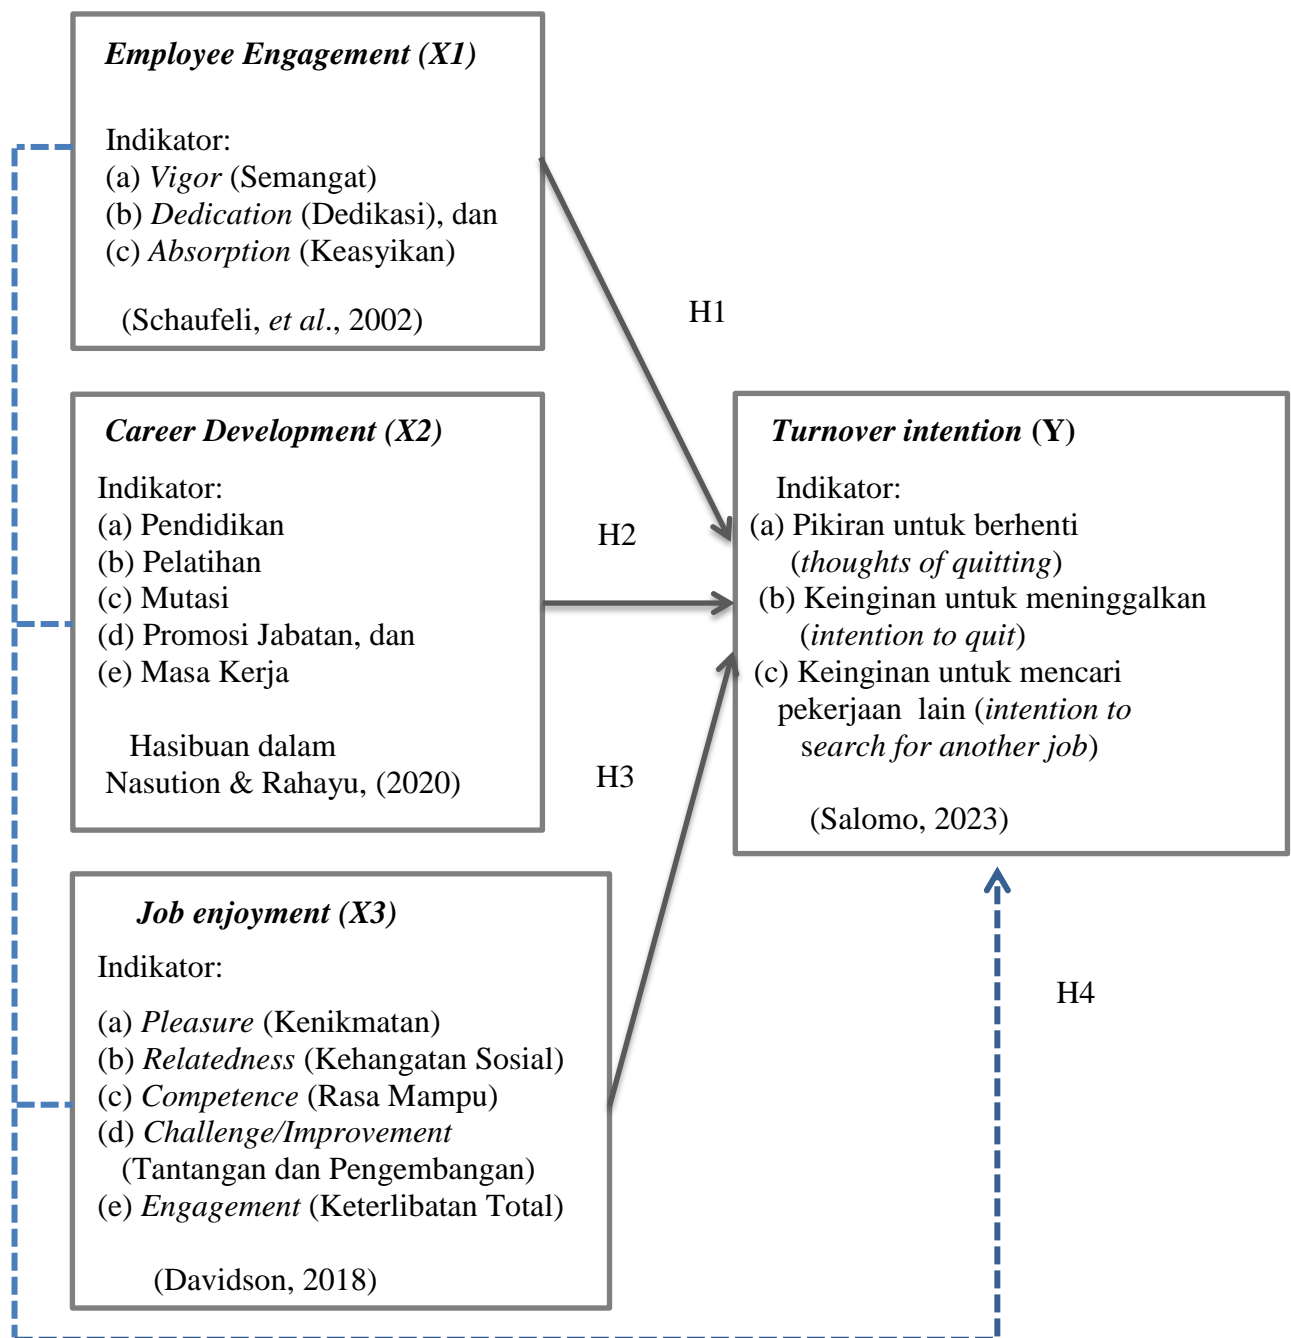 Employee Engagement (X1)
Indikator:
(a) Vigor (Semangat)
(b) Dedication (Dedikasi), dan
(c) Absorption (Keasyikan)
(Schaufeli, et al., 2002)
H1
Career Development (X2)
Indikator:
(a) Pendidikan
(b) Pelatihan
(c) Mutasi
(d) Promosi Jabatan, dan
(e) Masa Kerja
Hasibuan dalam
Nasution & Rahayu, (2020)
H2
H3
Turnover intention (Y)
Indikator:
(a) Pikiran untuk berhenti
(thoughts of quitting)
(b) Keinginan untuk meninggalkan
(intention to quit)
(c) Keinginan untuk mencari
pekerjaan lain (intention to
search for another job)
(Salomo, 2023)
Job enjoyment (X3)
Indikator:
(a) Pleasure (Kenikmatan)
(b) Relatedness (Kehangatan Sosial)
(c) Competence (Rasa Mampu)
(d) Challenge/Improvement
(Tantangan dan Pengembangan)
(e) Engagement (Keterlibatan Total)
(Davidson, 2018)
H4